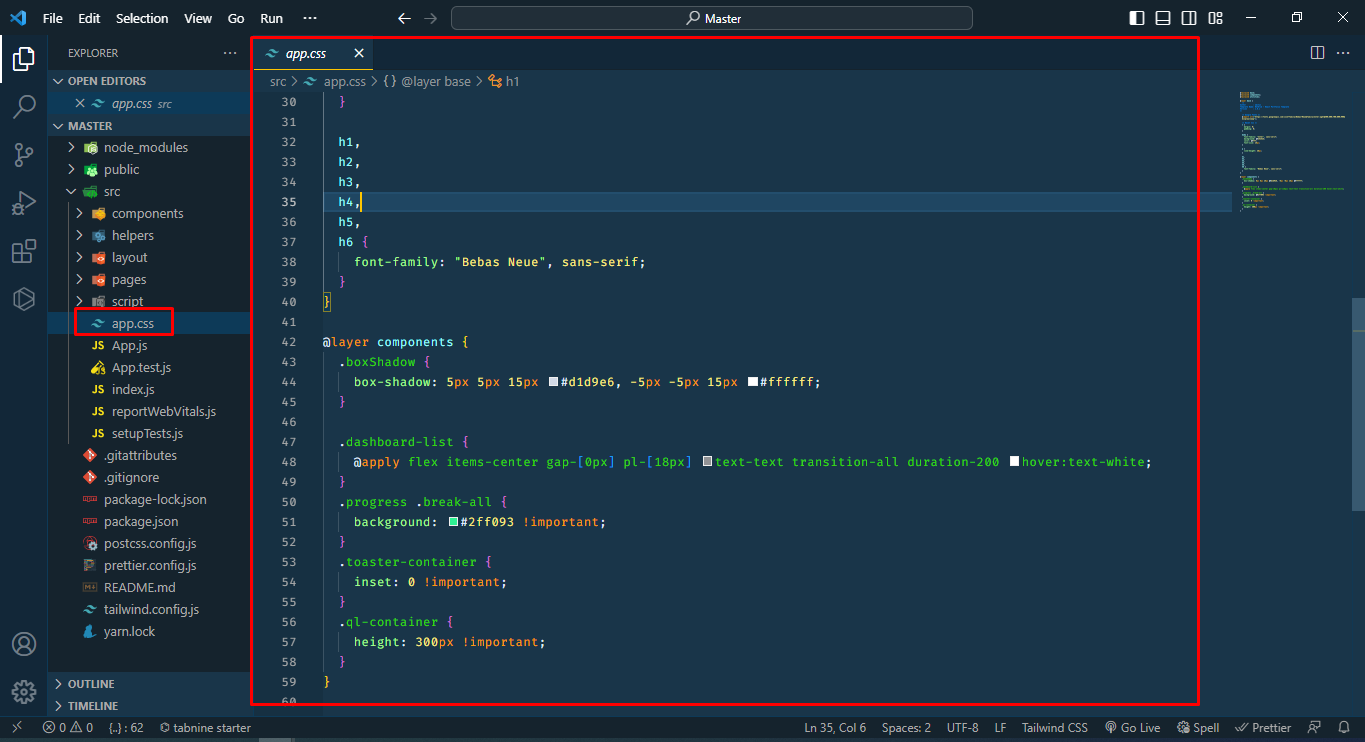 File Edit Selection View Go Run ··· Master
EXPLORER ···
OPEN EDITORS
app.css src
MASTER
node_modules
public
src
components
helpers
layout
pages
script
app.css
JS App.js
App.test.js
JS index.js
JS reportWebVitals.js
JS setupTests.js
.gitattributes
.gitignore
package-lock.json
package.json
postcss.config.js
prettier.config.js
README.md
tailwind.config.js
yarn.lock
OUTLINE
TIMELINE
app.css
src > app.css > {} @layer base > h1
30 }
31
32 h1,
33 h2,
34 h3,
35 h4,
36 h5,
37 h6 {
38 font-family: "Bebas Neue", sans-serif;
39 }
40 }
41
42 @layer components {
43 .boxShadow {
44 box-shadow: 5px 5px 15px #d1d9e6, -5px -5px 15px #ffffff;
45 }
46
47 .dashboard-list {
48 @apply flex items-center gap-[0px] pl-[18px] text-text transition-all duration-200 hover:text-white;
49 }
50 .progress .break-all {
51 background: #2ff093 !important;
52 }
53 .toaster-container {
54 inset: 0 !important;
55 }
56 .ql-container {
57 height: 300px !important;
58 }
59 }
60
0 0 {..} : 62 tabnine starter Ln 35, Col 6 Spaces: 2 UTF-8 LF Tailwind CSS Go Live Spell Prettier